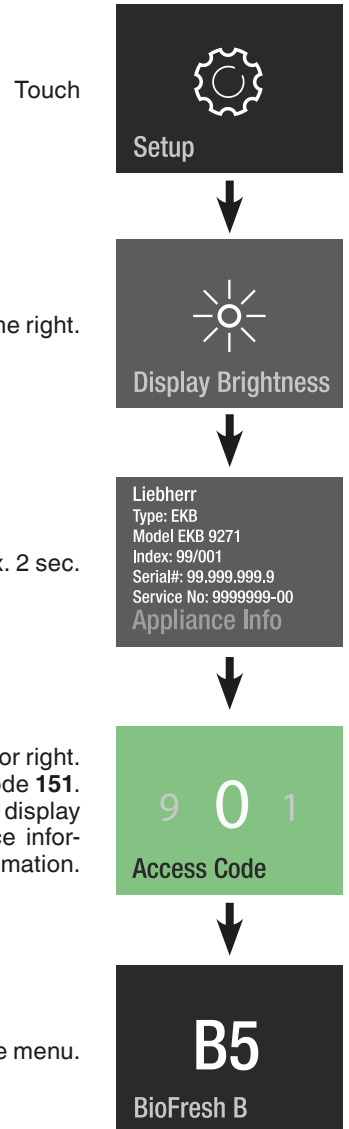 Touch
Setup
he right.
Display Brightness
Liebherr
Type: EKB
Model EKB 9271
Index: 99/001
Serial#: 99.999.999.9
Service No: 9999999-00
Appliance Info
. 2 sec.
or right.
de 151.
display
ce infor-
mation.
9 0 1
Access Code
B5
BioFresh B
e menu.